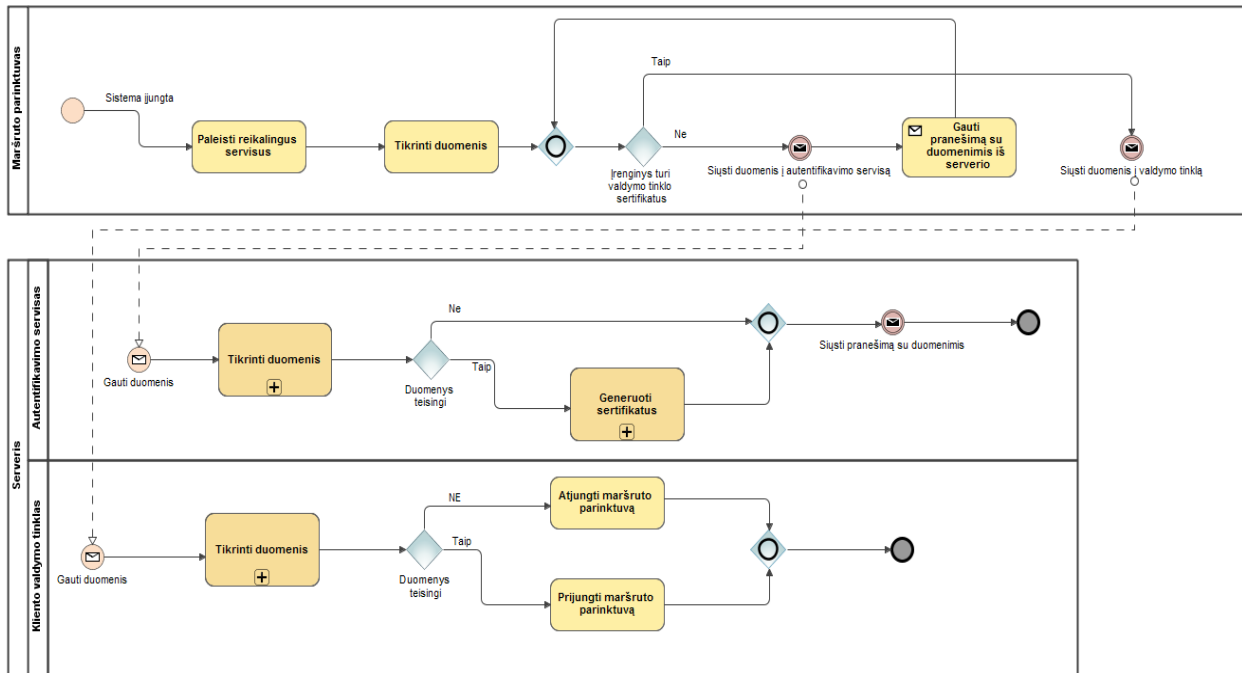 Maršruto parinktuvas
Sistema įjungta
Paleisti reikalingus
servisus
Tikrinti duomenis
Įrenginys turi
valdymo tinklo
sertifikatus
Taip
Ne
Siųsti duomenis į autentifikavimo servisą
Gauti
pranešimą su
duomenimis iš
serverio
Siųsti duomenis į valdymo tinklą
Serveris
Autentifikavimo servisas
Gauti duomenis
Tikrinti duomenis
Duomenys
teisingi
Ne
Taip
Generuoti
sertifikatus
Siųsti pranešimą su duomenimis
Kliento valdymo tinklas
Gauti duomenis
Tikrinti duomenis
Duomenys
teisingi
NE
Taip
Atjungti maršruto
parinktuvą
Prijungti maršruto
parinktuvą